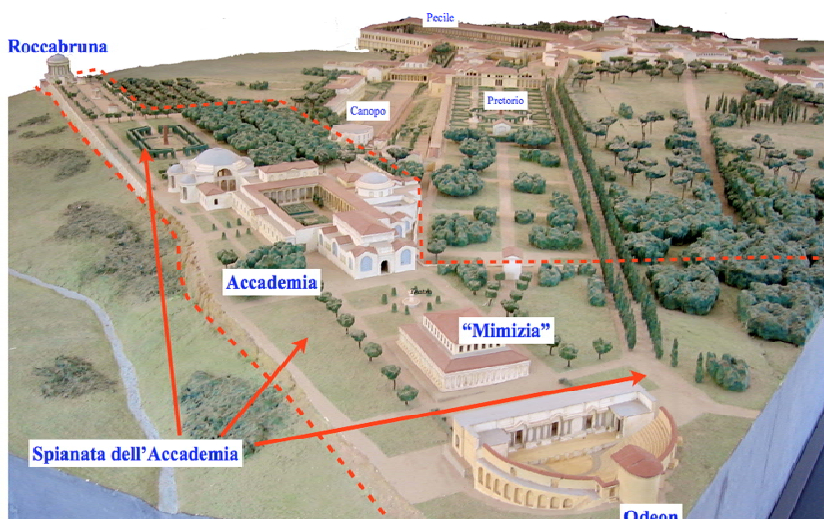 Pecile
Roccabruna
Canopo
Pretorio
Accademia
“Mimizia”
Spianata dell’Accademia
Odeon